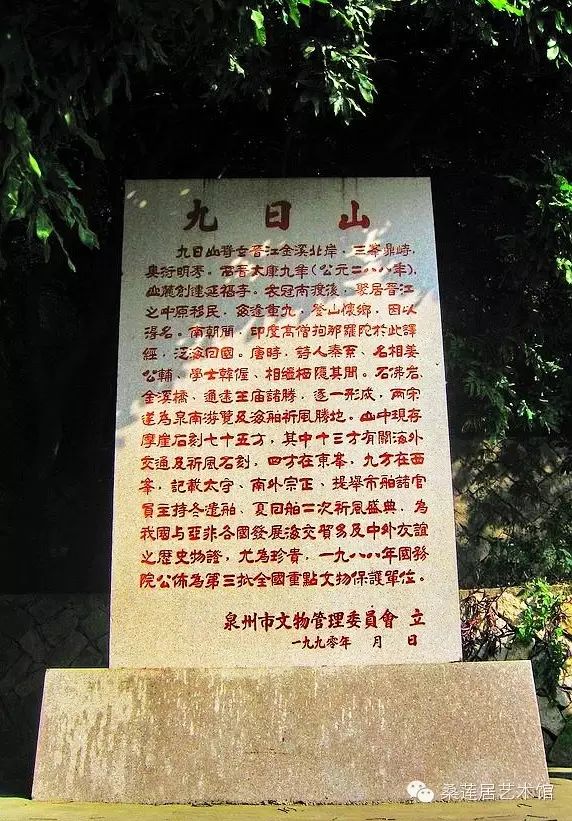 九日山
九日山脊古晋江金溪北岸，三峯鼎峙，
奥衍明秀。西晋太康九年(公元二八八年)，
山麓創建延福寺。衣冠南渡後，聚居晋江
之中原移民，每逢重九，登山懷鄉，因以
得名。南朝間，印度高僧拘那羅陀於此譯
經，泛海回國。唐時，詩人秦系、名相姜
公輔、學士韓偓、相繼栖隱其間。石佛岩、
金溪橋、通遠王庙諸勝，逐一形成，兩宋
遂為泉南游覽及海舶祈風勝地。山中現存
摩崖石刻七十五方，其中十三方有關海外
交通及祈風石刻，四方在東峯，九方在西
峯，記載太守、南外宗正、提舉市舶諸官
員主持冬遣舶、夏回舶二次祈風盛典，為
我國与亞非各國發展海交貿易及中外友誼
之歷史物證，尤為珍貴，一九八八年國務
院公佈為第三批全國重點文物保護單位。
泉州市文物管理委員會 立
一九九零年 月 日
桑莲居艺术馆